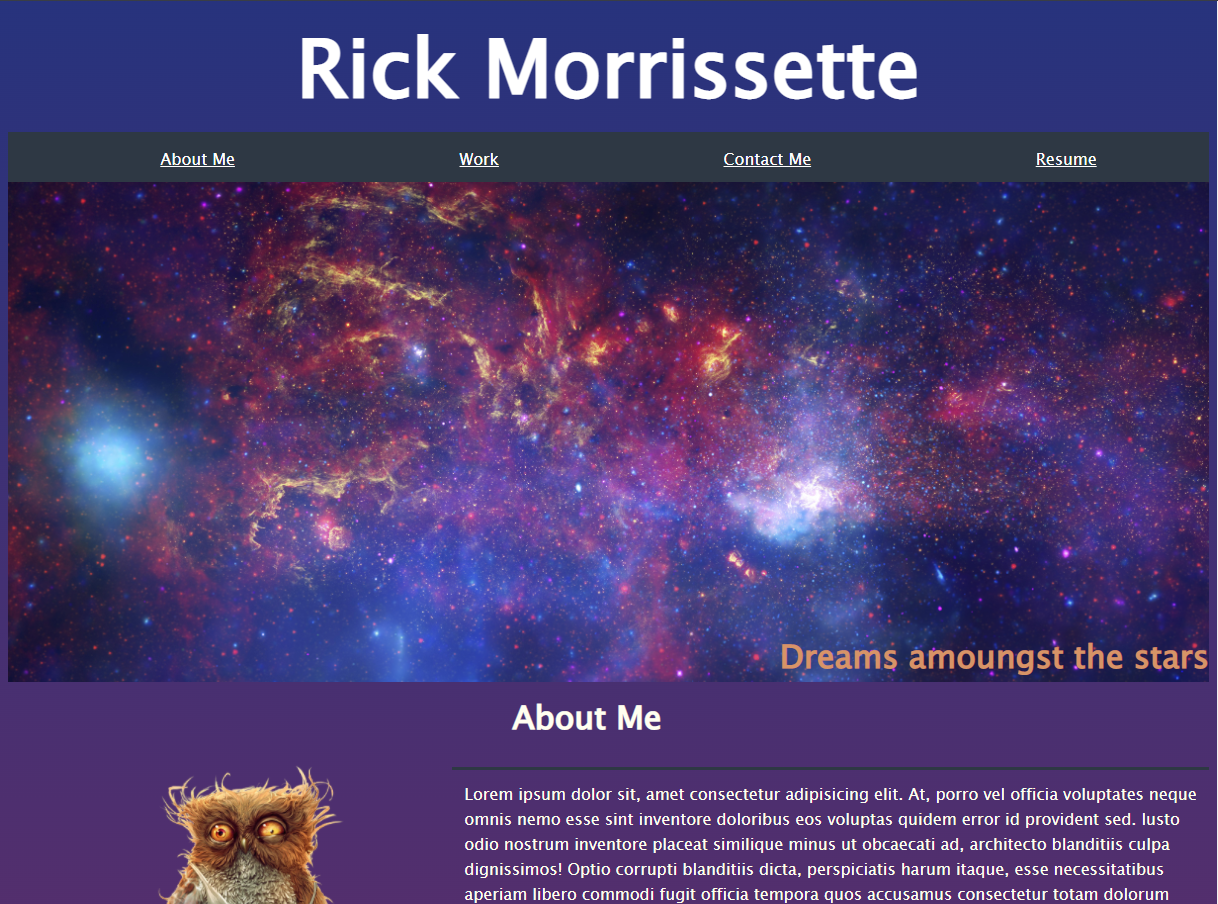 Rick Morrissette
About Me Work Contact Me Resume
Dreams amoungst the stars
About Me
Lorem ipsum dolor sit, amet consectetur adipisicing elit. At, porro vel officia voluptates neque
omnis nemo esse sint inventore doloribus eos voluptas quidem error id provident sed. Iusto
odio nostrum inventore placeat similique minus ut obcaecati ad, architecto blanditiis culpa
dignissimos! Optio corrupti blanditiis dicta, perspiciatis harum itaque, esse necessitatibus
aperiam libero commodi fugit officia tempora quos accusamus consectetur totam dolorum